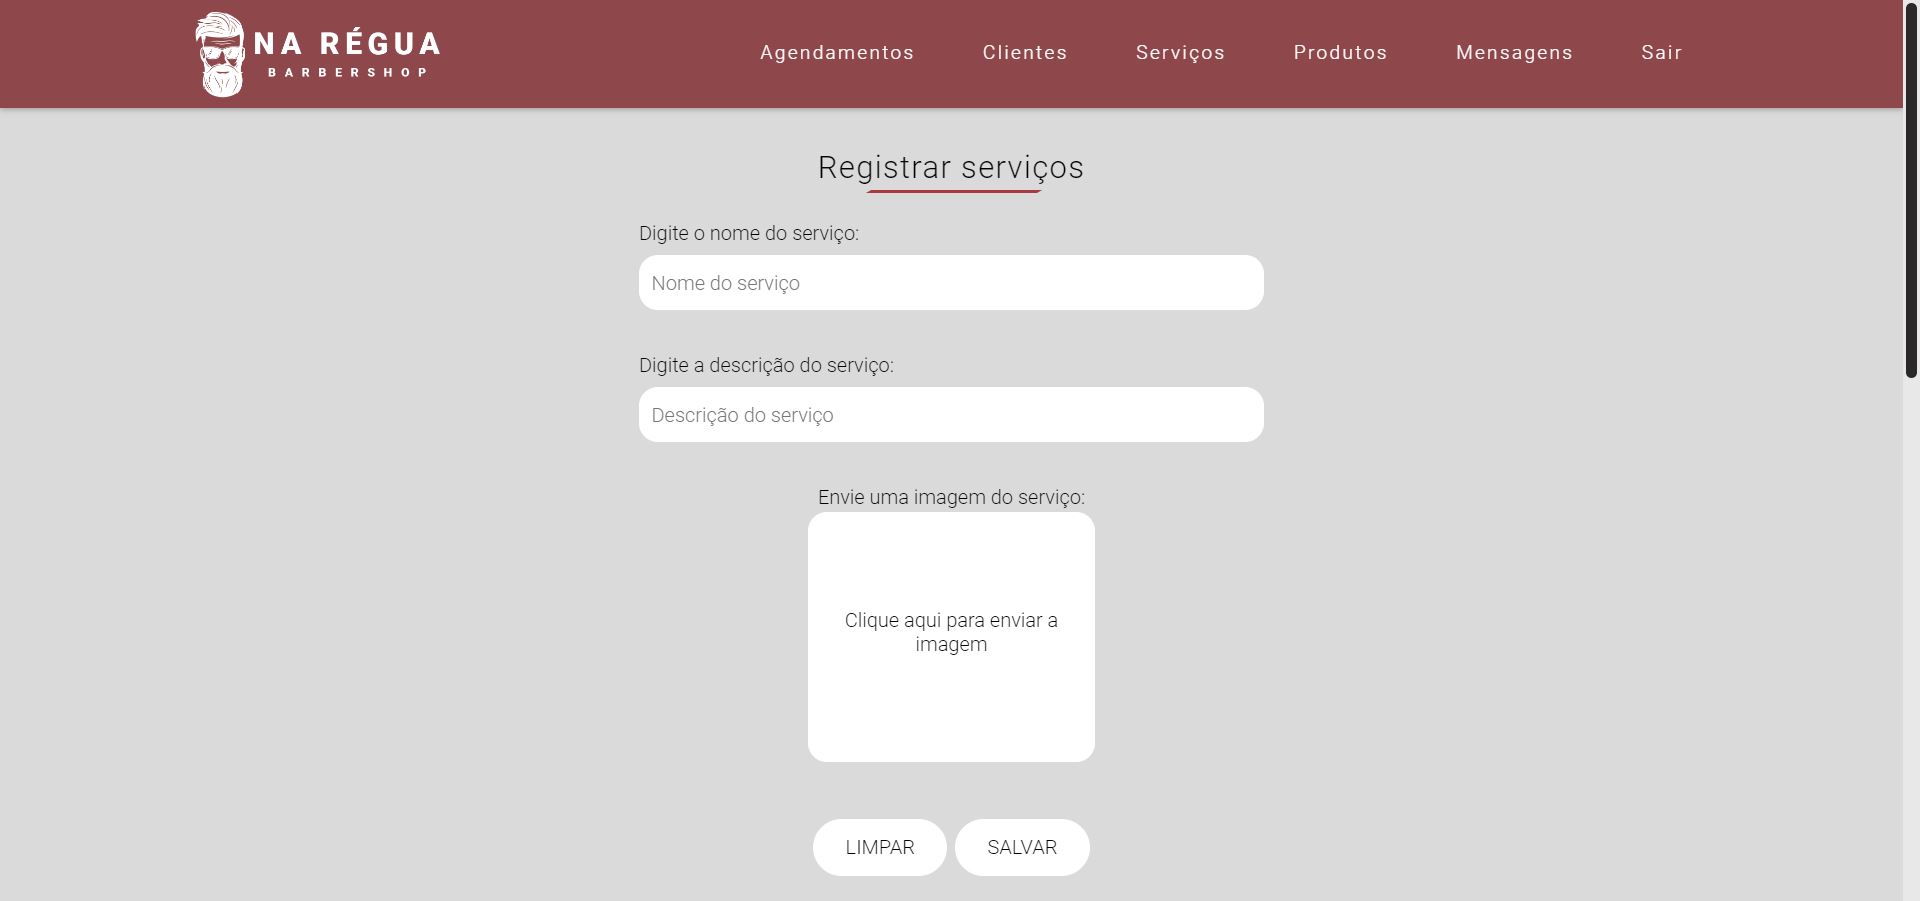 NA RÉGUA
BARBERSHOP
Agendamentos Clientes Serviços Produtos Mensagens Sair
Registrar serviços
Digite o nome do serviço:
Nome do serviço
Digite a descrição do serviço:
Descrição do serviço
Envie uma imagem do serviço:
Clique aqui para enviar a
imagem
LIMPAR SALVAR